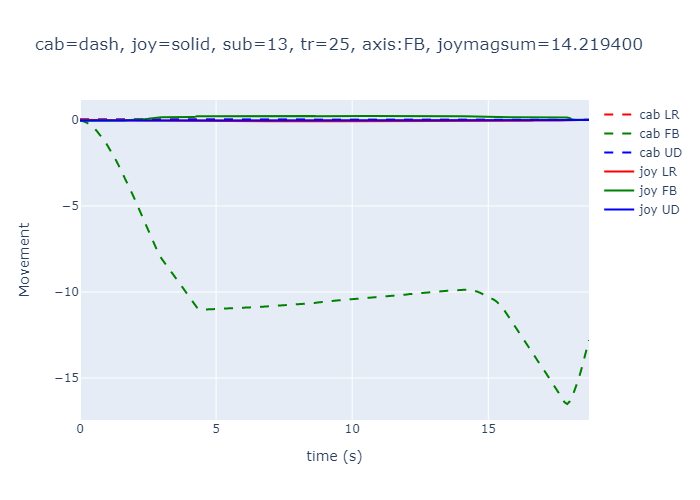 cab=dash, joy=solid, sub=13, tr=25, axis:FB, joymagsum=14.219400
cab LR
cab FB
cab UD
joy LR
joy FB
joy UD
0
−5
−10
−15
Movement
0
5
10
15
time (s)